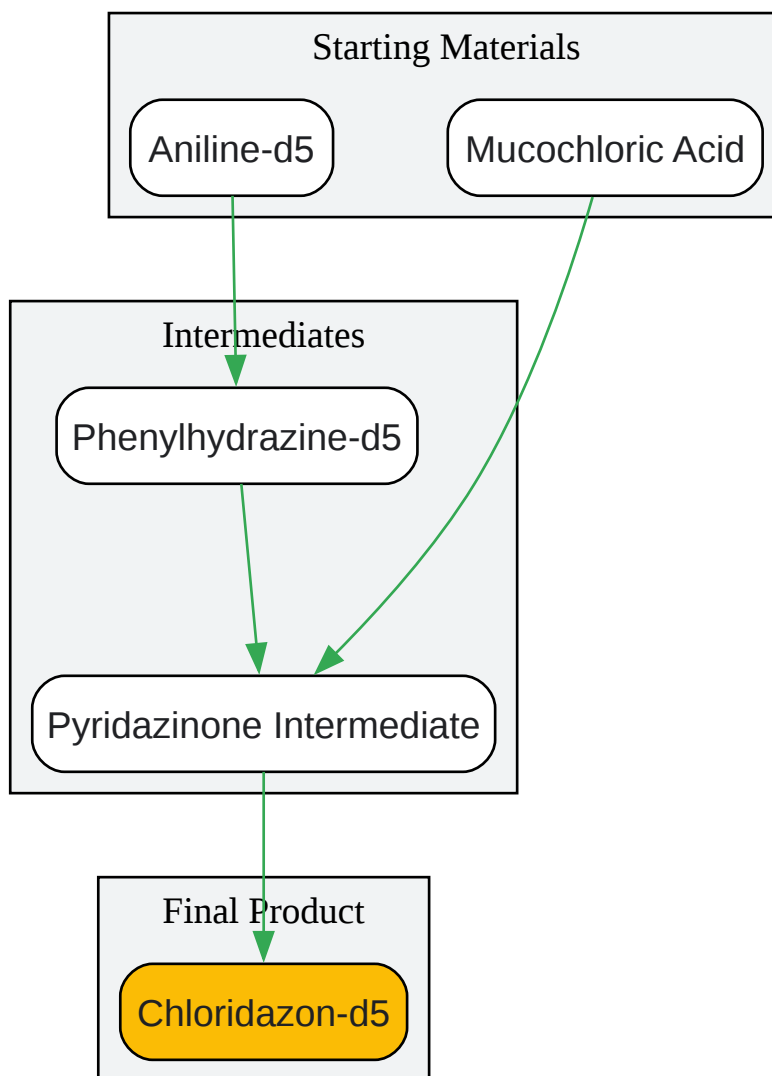 Starting Materials
Aniline-d5
Mucochloric Acid
Intermediates
Phenylhydrazine-d5
Pyridazinone Intermediate
Final Product
Chloridazon-d5